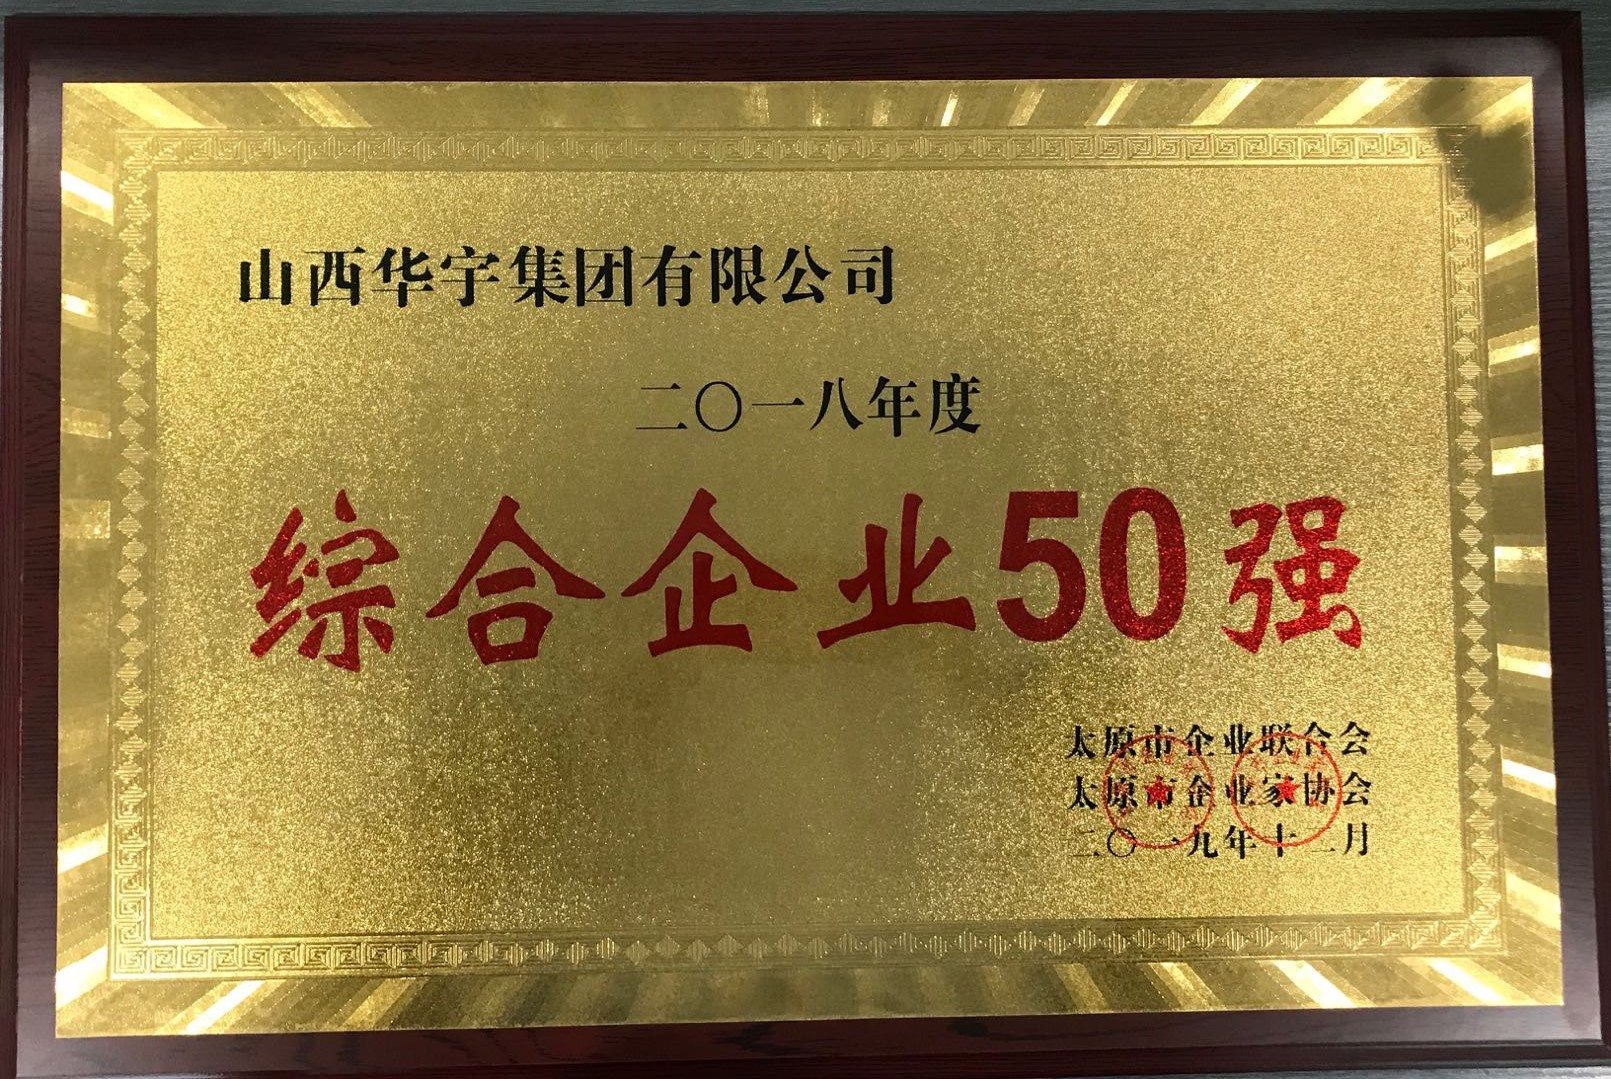 山西华宇集团有限公司
二〇一八年度
综合企业50强
太原市企业联合会
太原市企业家协会
二〇一九年十二月